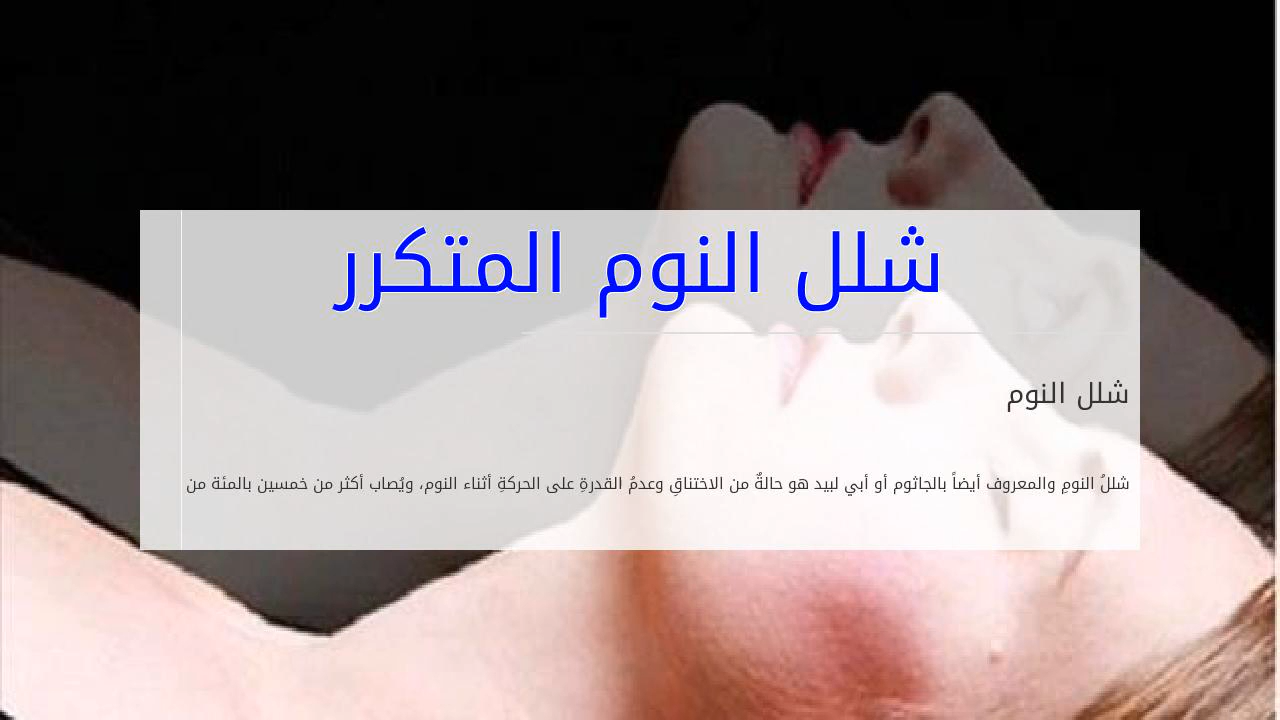 شلل النوم المتكرر
شلل النوم
شللُ النومِ والمعروف أيضاً بالجاثوم أو أبي لبيد هو حالةٌ من الاختناقِ وعدمُ القدرةِ على الحركةِ أثناء النوم، ويُصاب أكثر من خمسين بالمئة من